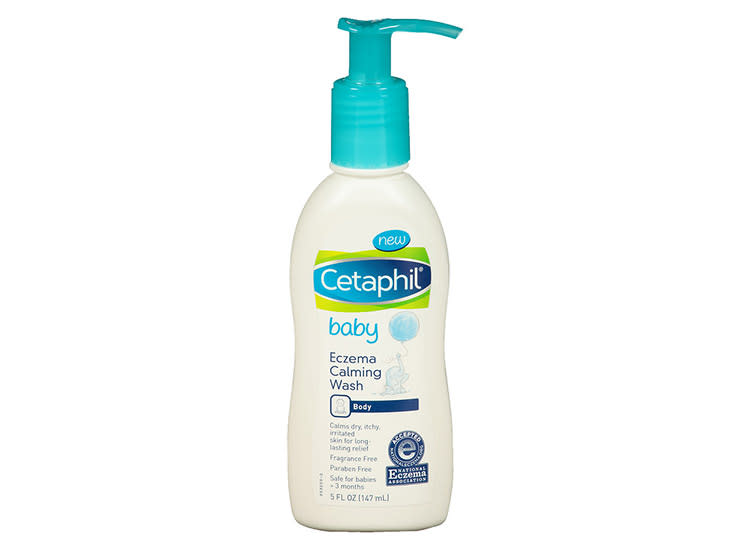 new
Cetaphil®
baby
Eczema
Calming
Wash
Body
Calms dry, itchy,
irritated
skin for long-
lasting relief
Fragrance Free
Paraben Free
Safe for babies
> 3 months
5 FL OZ (147 mL)
ACCEPTED
e
NATIONAL
Eczema
ASSOCIATION